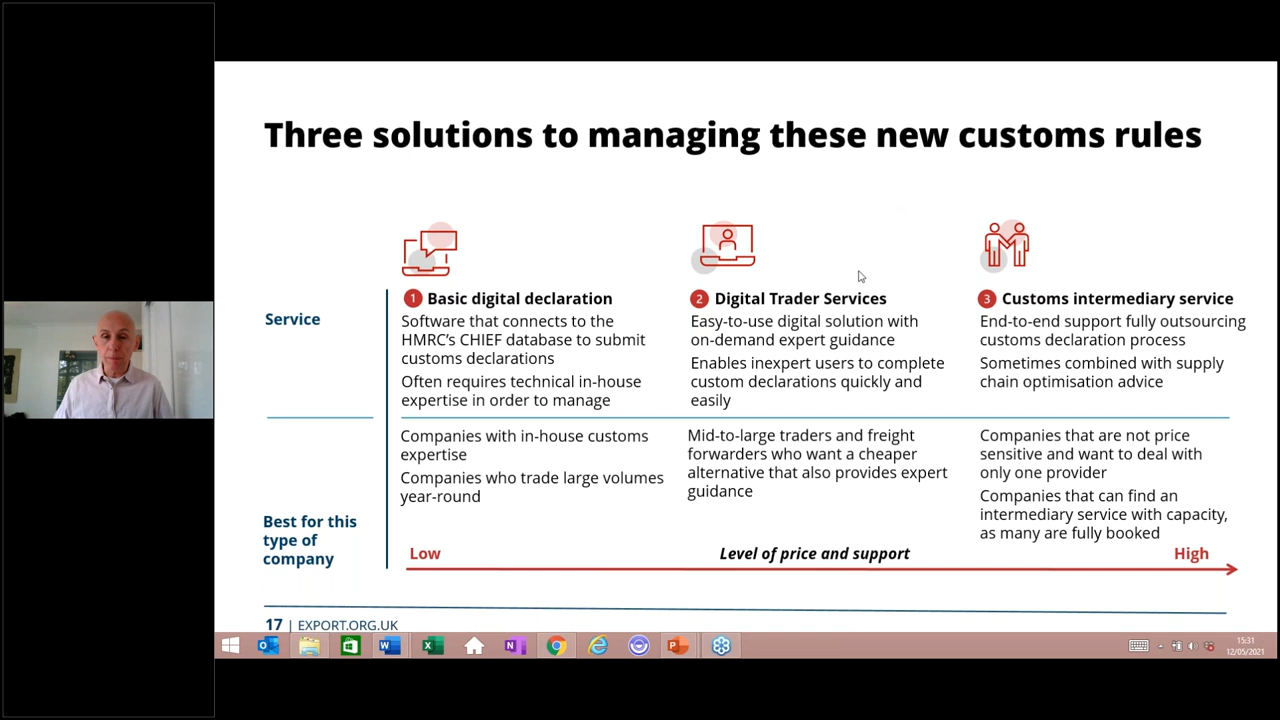 Three solutions to managing these new customs rules
Service
1 Basic digital declaration
Software that connects to the
HMRC's CHIEF database to submit
customs declarations
Often requires technical in-house
expertise in order to manage
2 Digital Trader Services
Easy-to-use digital solution with
on-demand expert guidance
Enables inexpert users to complete
custom declarations quickly and
easily
3 Customs intermediary service
End-to-end support fully outsourcing
customs declaration process
Sometimes combined with supply
chain optimisation advice
Best for this
type of
company
Companies with in-house customs
expertise
Companies who trade large volumes
year-round
Mid-to-large traders and freight
forwarders who want a cheaper
alternative that also provides expert
guidance
Companies that are not price
sensitive and want to deal with
only one provider
Companies that can find an
intermediary service with capacity,
as many are fully booked
Low Level of price and support High
17 | EXPORT.ORG.UK
15:31
12/05/2021